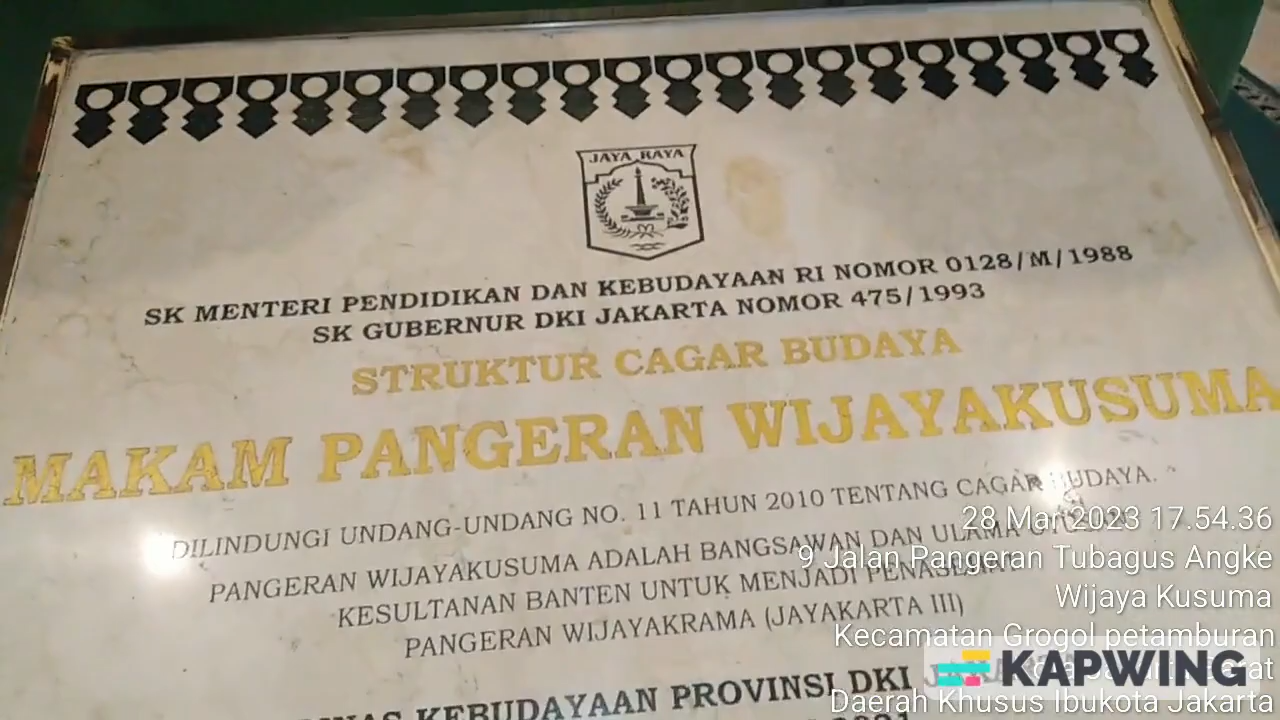 JAYA RAYA
SK MENTERI PENDIDIKAN DAN KEBUDAYAAN RI NOMOR 0128/M/1988
SK GUBERNUR DKI JAKARTA NOMOR 475/1993
STRUKTUR CAGAR BUDAYA
MAKAM PANGERAN WIJAYAKUSUMA
DILINDUNGI UNDANG-UNDANG NO. 11 TAHUN 2010 TENTANG CAGAR BUDAYA.
PANGERAN WIJAYAKUSUMA ADALAH BANGSAWAN DAN ULAMA
KESULTANAN BANTEN UNTUK MENJADI PENASEHAT
PANGERAN WIJAYAKRAMA (JAYAKARTA III)
KEBUDAYAAN PROVINSI DKI
28 Mar 2023 17.54.36
9 Jalan Pangeran Tubagus Angke
Wijaya Kusuma
Kecamatan Grogol petamburan
Daerah Khusus Ibukota Jakarta
KAPWING